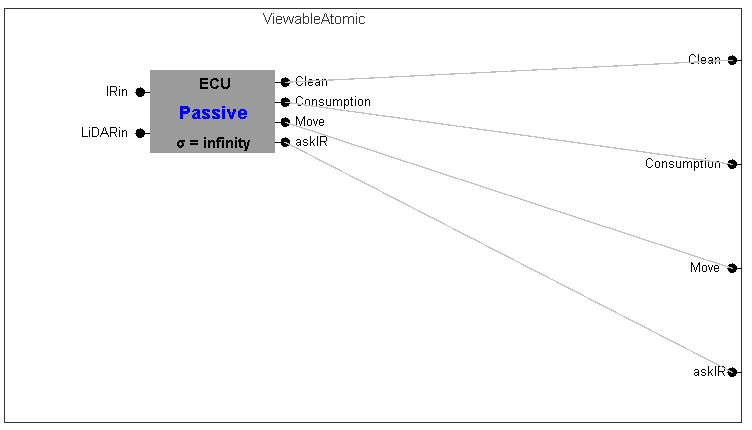 ViewableAtomic
ECU
Passive
σ = infinity
IRin
LiDARin
Clean
Consumption
Move
askIR
Clean
Consumption
Move
askIR